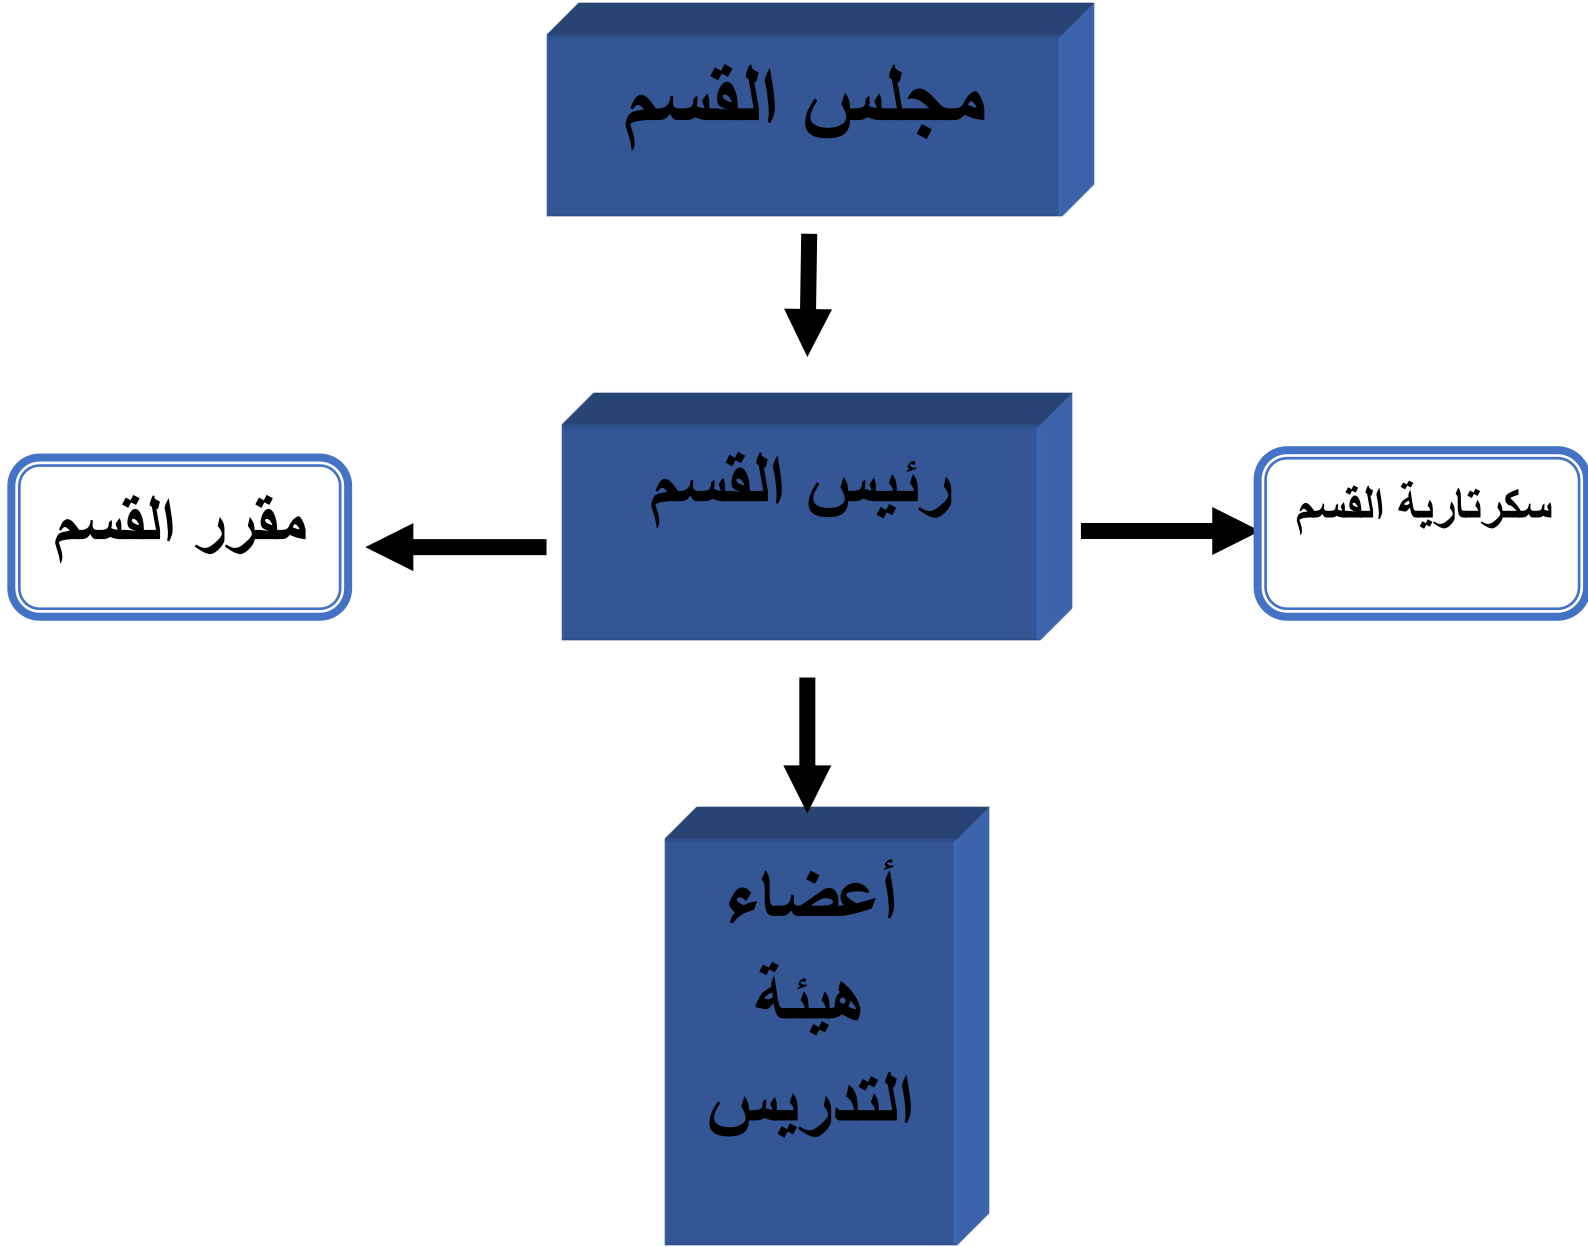 مجلس القسم
رئيس القسم
سكرتارية القسم
مقرر القسم
أعضاء
هيئة
التدريس